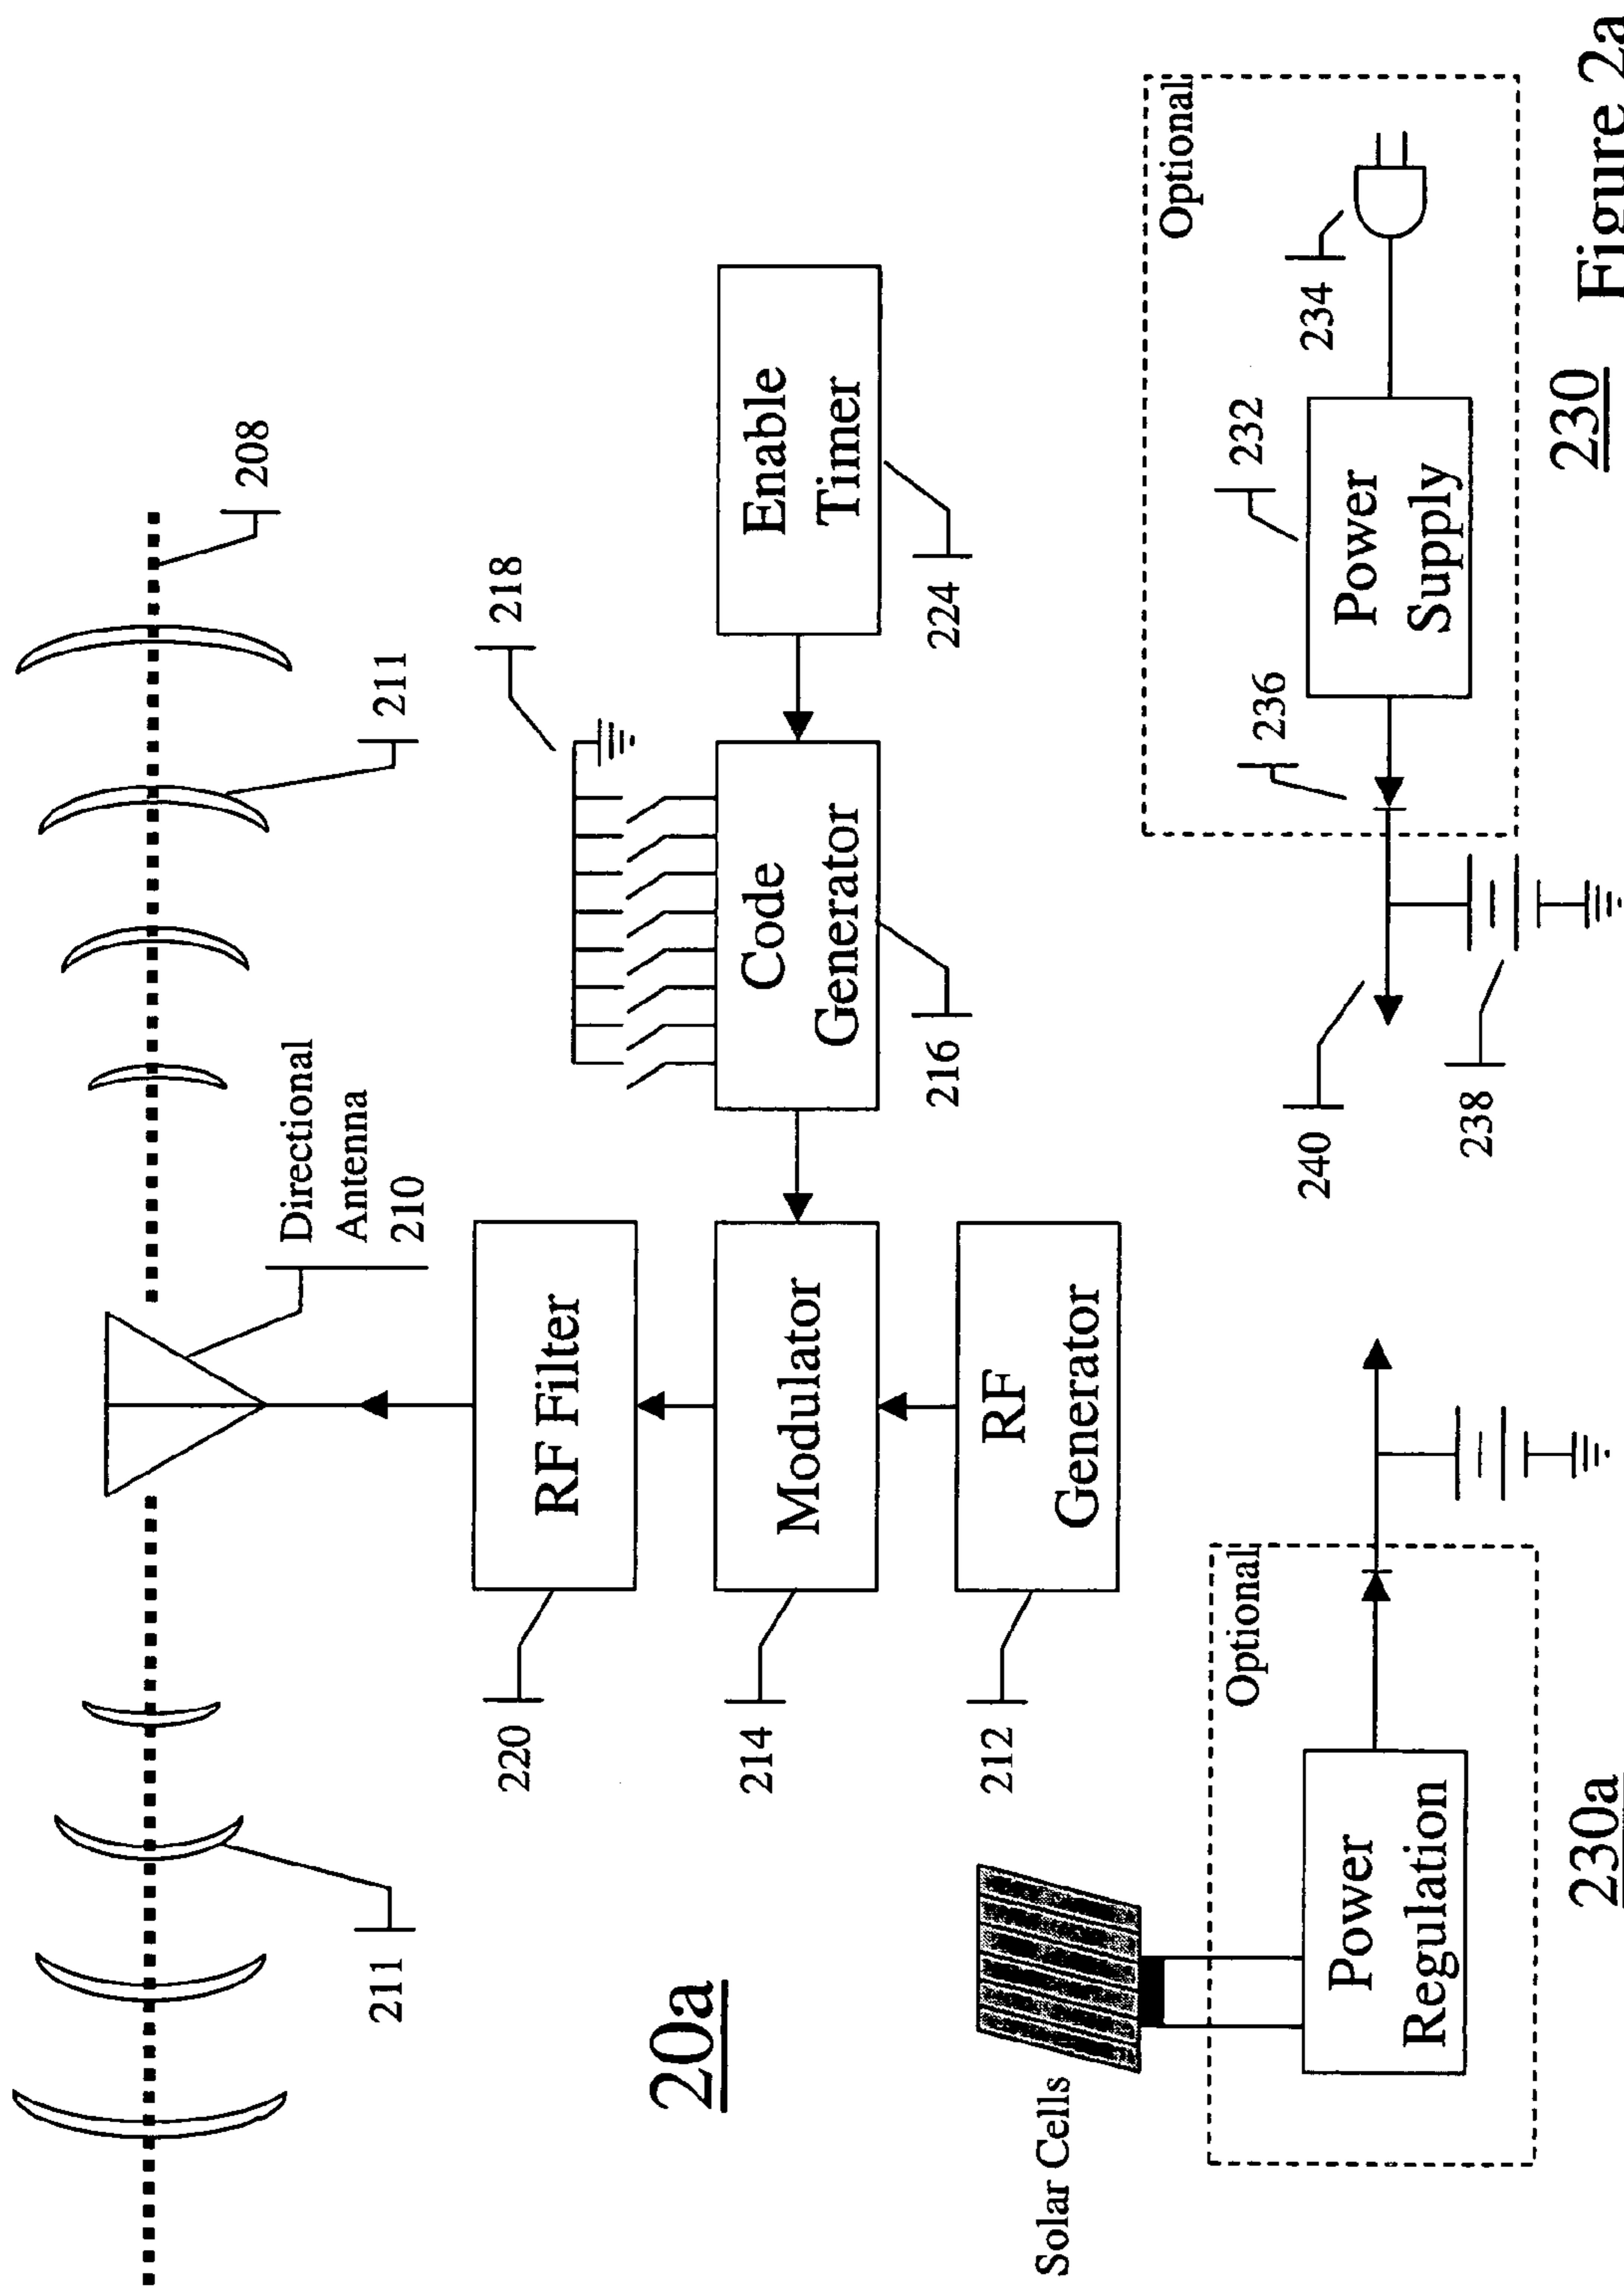 208
211
Directional
Antenna
210
211
218
RF Filter
220
Enable
Timer
224
Code
Generator
216
Modulator
214
RF
Generator
212
20a
Solar Cells
Optional
Power
Regulation
230a
Optional
234
232
Power
Supply
236
240
238
230
Figure 2a